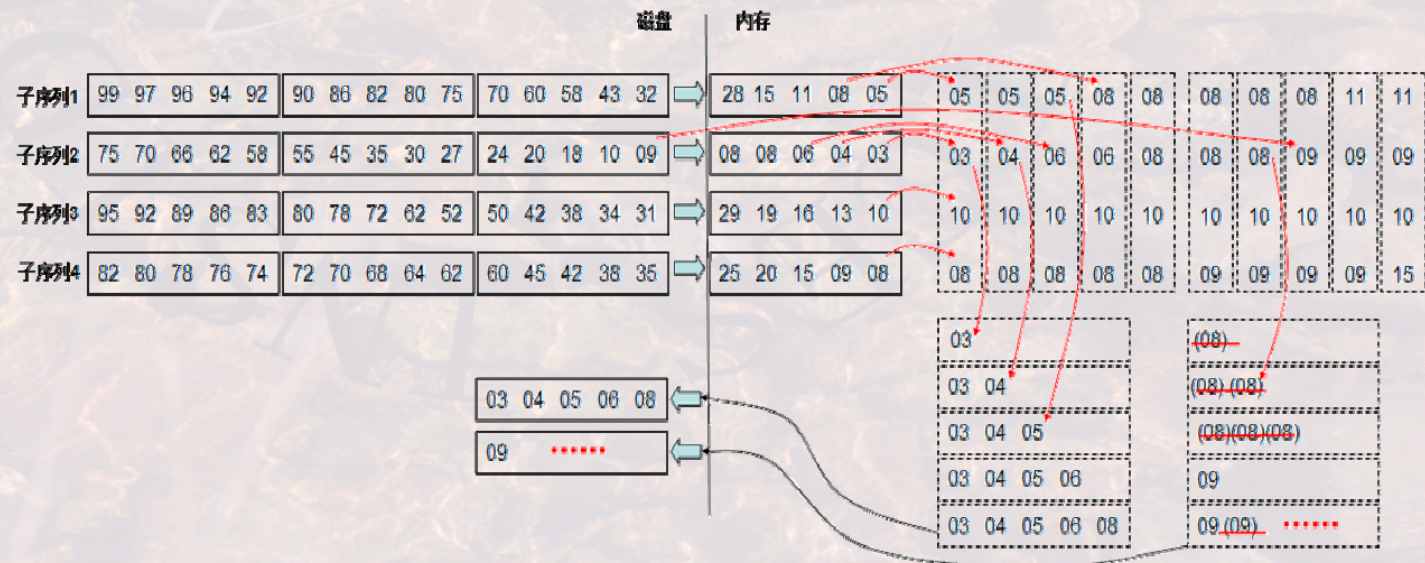 磁盘 内存
子序列1 99 97 96 94 92 90 86 82 80 75 70 60 58 43 32 28 15 11 08 05 05 05 05 08 08 08 08 08 11 11
子序列2 75 70 66 62 58 55 45 35 30 27 24 20 18 10 09 08 08 06 04 03 03 04 06 06 08 08 08 09 09 09
子序列3 95 92 89 86 83 80 78 72 62 52 50 42 38 34 31 29 19 16 13 10 10 10 10 10 10 10 10 10 10 10
子序列4 82 80 78 76 74 72 70 68 64 62 60 45 42 38 35 25 20 15 09 08 08 08 08 08 08 09 09 09 09 15
03 (08)
03 04 05 06 08 03 04 (08) (08)
09 ...... 03 04 05 (08)(08)(08)
03 04 05 06 09
03 04 05 06 08 09 (09) ......